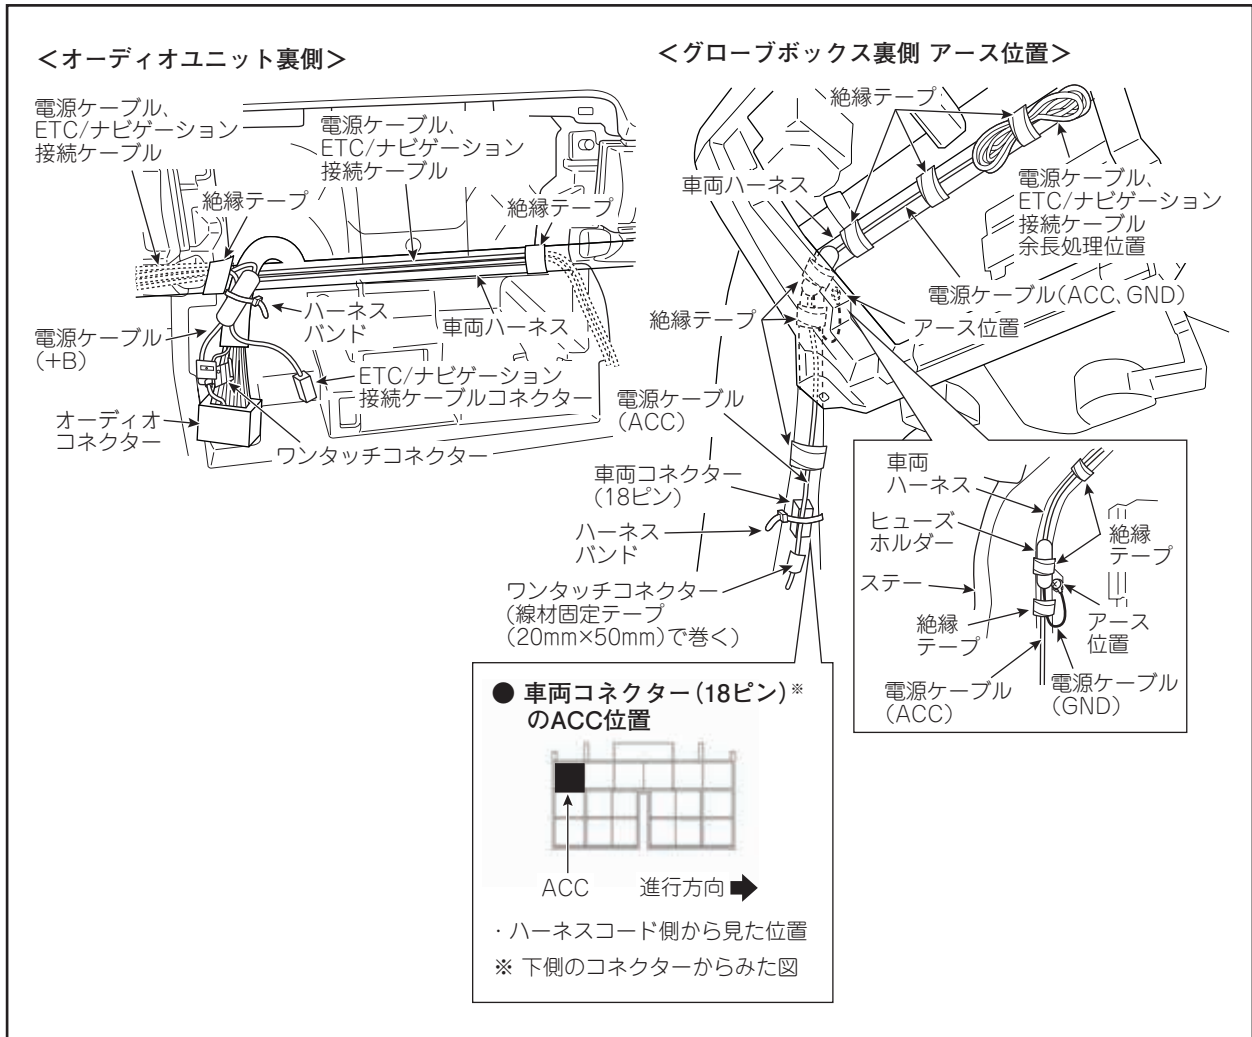 ＜オーディオユニット裏側＞
電源ケーブル、
ETC/ナビゲーション
接続ケーブル
電源ケーブル、
ETC/ナビゲーション
接続ケーブル
絶縁テープ
絶縁テープ
ハーネス
バンド
車両ハーネス
電源ケーブル
(+B)
ETC/ナビゲーション
接続ケーブルコネクター
オーディオ
コネクター
ワンタッチコネクター
＜グローブボックス裏側 アース位置＞
絶縁テープ
車両ハーネス
電源ケーブル、
ETC/ナビゲーション
接続ケーブル
余長処理位置
電源ケーブル(ACC、GND)
絶縁テープ
アース位置
電源ケーブル
(ACC)
車両コネクター
(18ピン)
ハーネス
バンド
ワンタッチコネクター
(線材固定テープ
(20mm×50mm)で巻く)
車両
ハーネス
ヒューズ
ホルダー
絶縁
テープ
ステー
絶縁
テープ
アース
位置
電源ケーブル
(ACC)
電源ケーブル
(GND)
● 車両コネクター(18ピン)※
のACC位置
ACC
進行方向
・ハーネスコード側から見た位置
※ 下側のコネクターからみた図